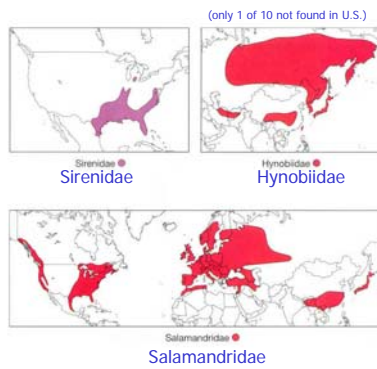 (only 1 of 10 not found in U.S.)
Sirenidae
Sirenidae
Hynobiidae
Hynobiidae
Salamandridae
Salamandridae